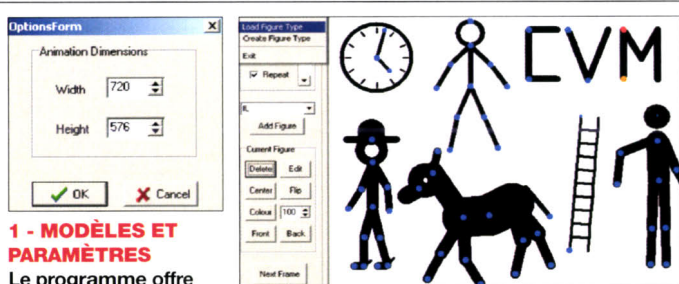 OptionsForm
Animation Dimensions
Width 720
Height 576
OK Cancel
1 - MODÈLES ET
PARAMÈTRES
Le programme offre
Load Figure Type
Create Figure Type
Exit
Repeat
Add Figure
Current Figure
Delete Edit
Center Flip
Colour 100
Front Back
Next Frame
CVM